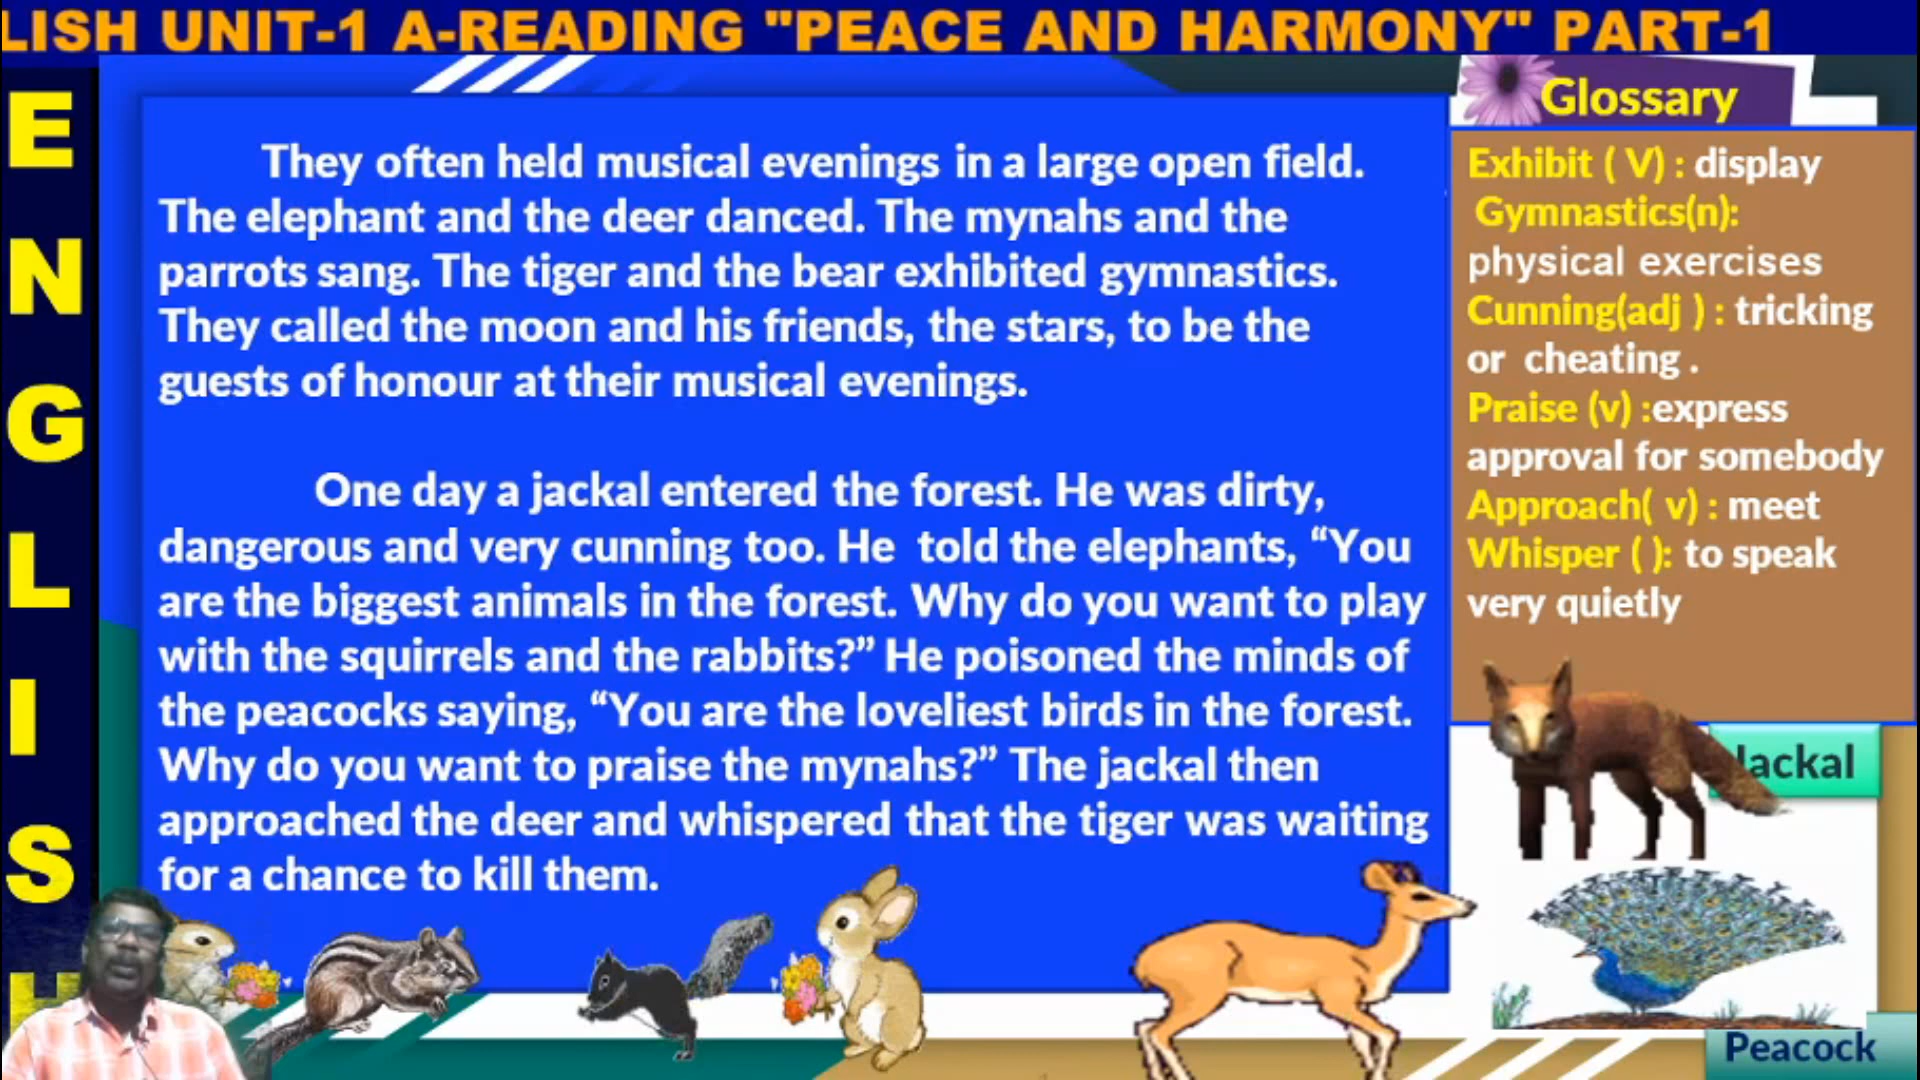 LISH UNIT-1 A-READING "PEACE AND HARMONY" PART-1
E
N
G
L
I
S
H
They often held musical evenings in a large open field.
The elephant and the deer danced. The mynahs and the
parrots sang. The tiger and the bear exhibited gymnastics.
They called the moon and his friends, the stars, to be the
guests of honour at their musical evenings.
One day a jackal entered the forest. He was dirty,
dangerous and very cunning too. He told the elephants, “You
are the biggest animals in the forest. Why do you want to play
with the squirrels and the rabbits?” He poisoned the minds of
the peacocks saying, “You are the loveliest birds in the forest.
Why do you want to praise the mynahs?” The jackal then
approached the deer and whispered that the tiger was waiting
for a chance to kill them.
Glossary
Exhibit ( V) : display
Gymnastics(n):
physical exercises
Cunning(adj ) : tricking
or cheating .
Praise (v) :express
approval for somebody
Approach( v) : meet
Whisper ( ): to speak
very quietly
Jackal
Peacock